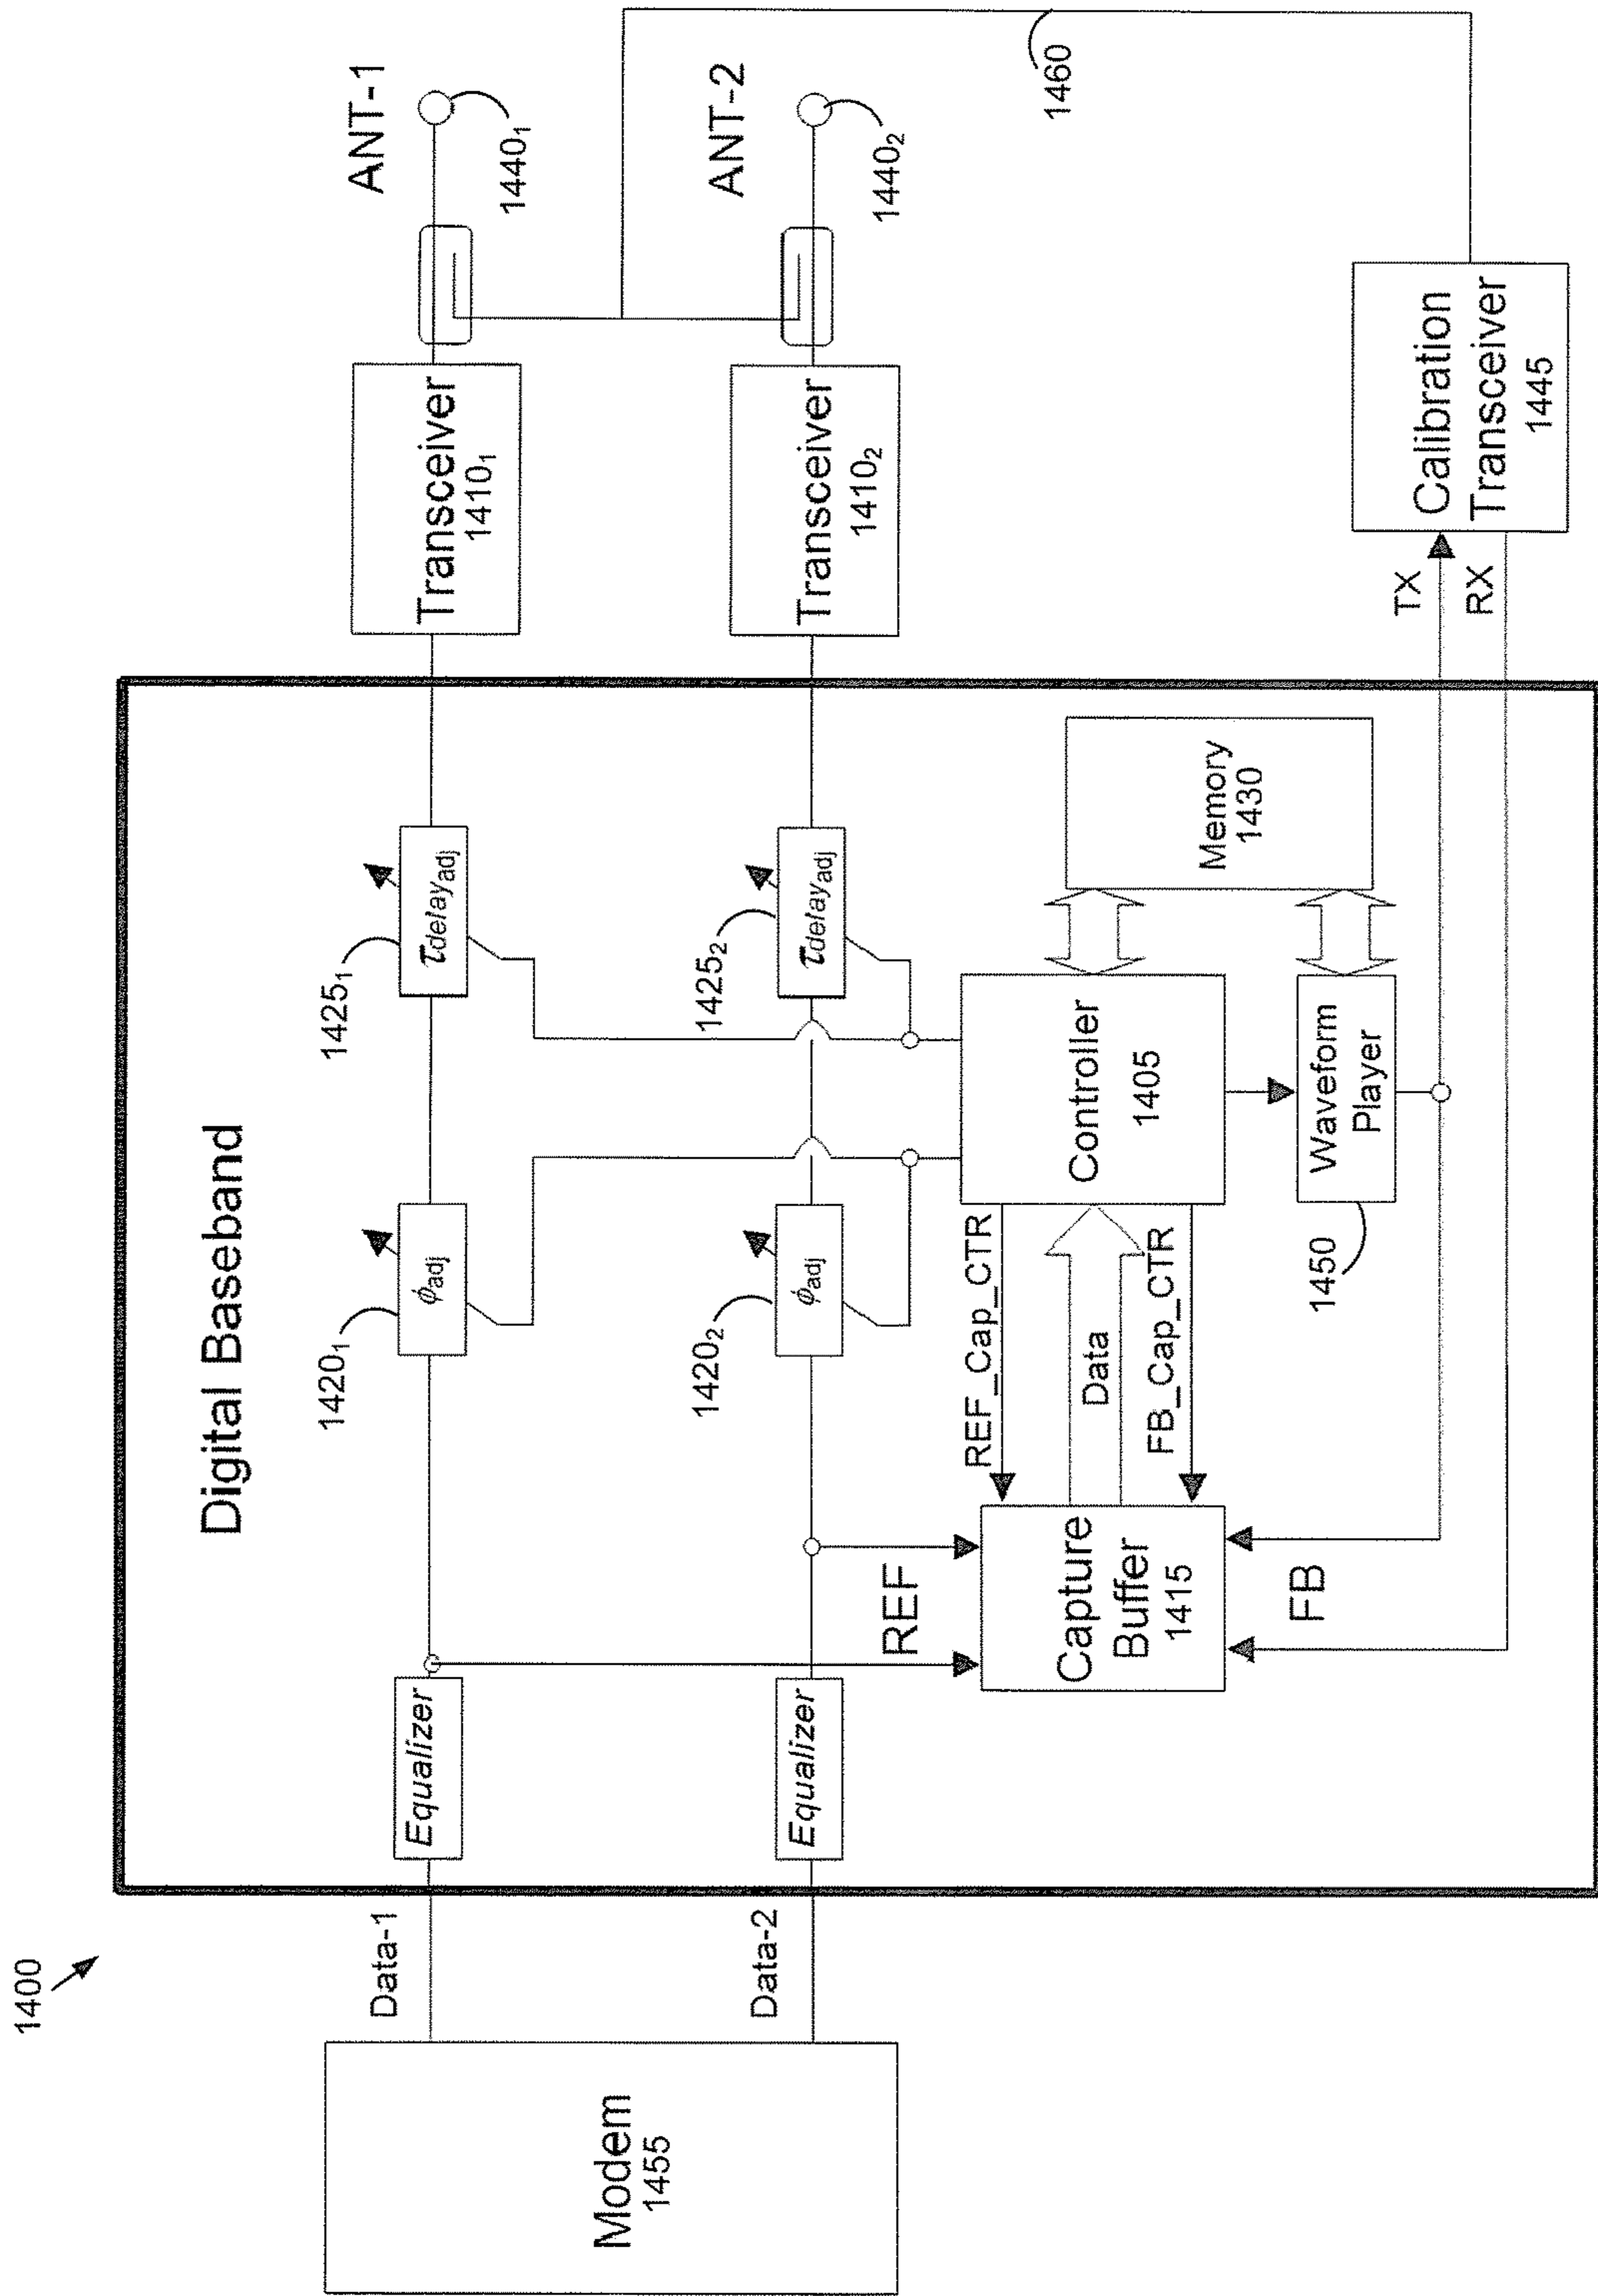 1400
Digital Baseband
Modem
1455
Data-1
Data-2
Equalizer
Equalizer
1420₁
ϕadj
1425₁
τdelayadj
Transceiver
1410₁
ANT-1
1440₁
1420₂
ϕadj
1425₂
τdelayadj
Transceiver
1410₂
ANT-2
1440₂
REF
Capture
Buffer
1415
REF_Cap_CTR
Data
FB_Cap_CTR
Controller
1405
Memory
1430
FB
1450
Waveform
Player
TX
RX
Calibration
Transceiver
1445
1460